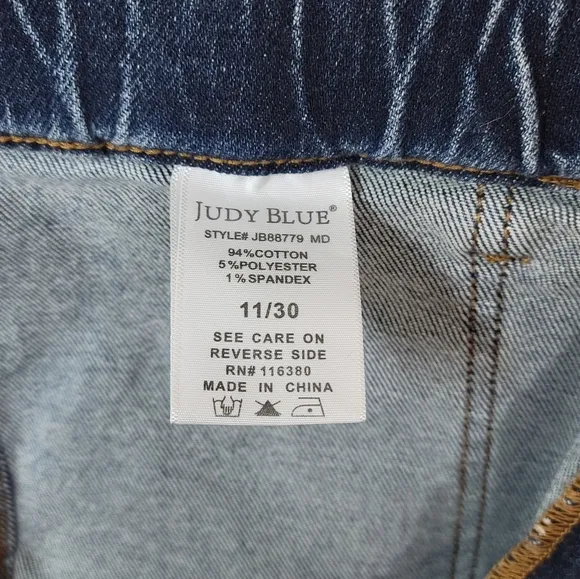 JUDY BLUE®
STYLE# JB88779 MD
94%COTTON
5%POLYESTER
1%SPANDEX
11/30
SEE CARE ON
REVERSE SIDE
RN# 116380
MADE IN CHINA